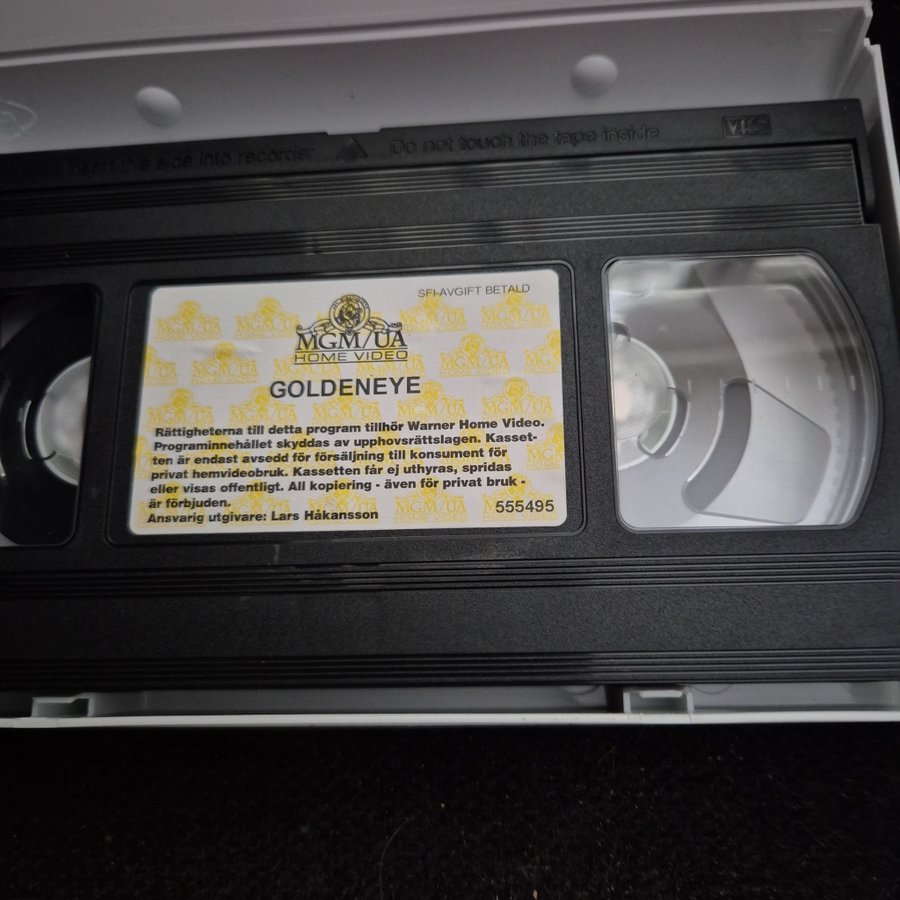 Insert this side into recorder
Do not touch the tape inside
VHS
SFI-AVGIFT BETALD
MGM/UA
HOME VIDEO
GOLDENEYE
Rättigheterna till detta program tillhör Warner Home Video.
Programinnehållet skyddas av upphovsrättslagen. Kasset-
ten är endast avsedd för försäljning till konsument för
privat hemvideobruk. Kassetten får ej uthyras, spridas
eller visas offentligt. All kopiering - även för privat bruk -
är förbjuden.
Ansvarig utgivare: Lars Håkansson
555495